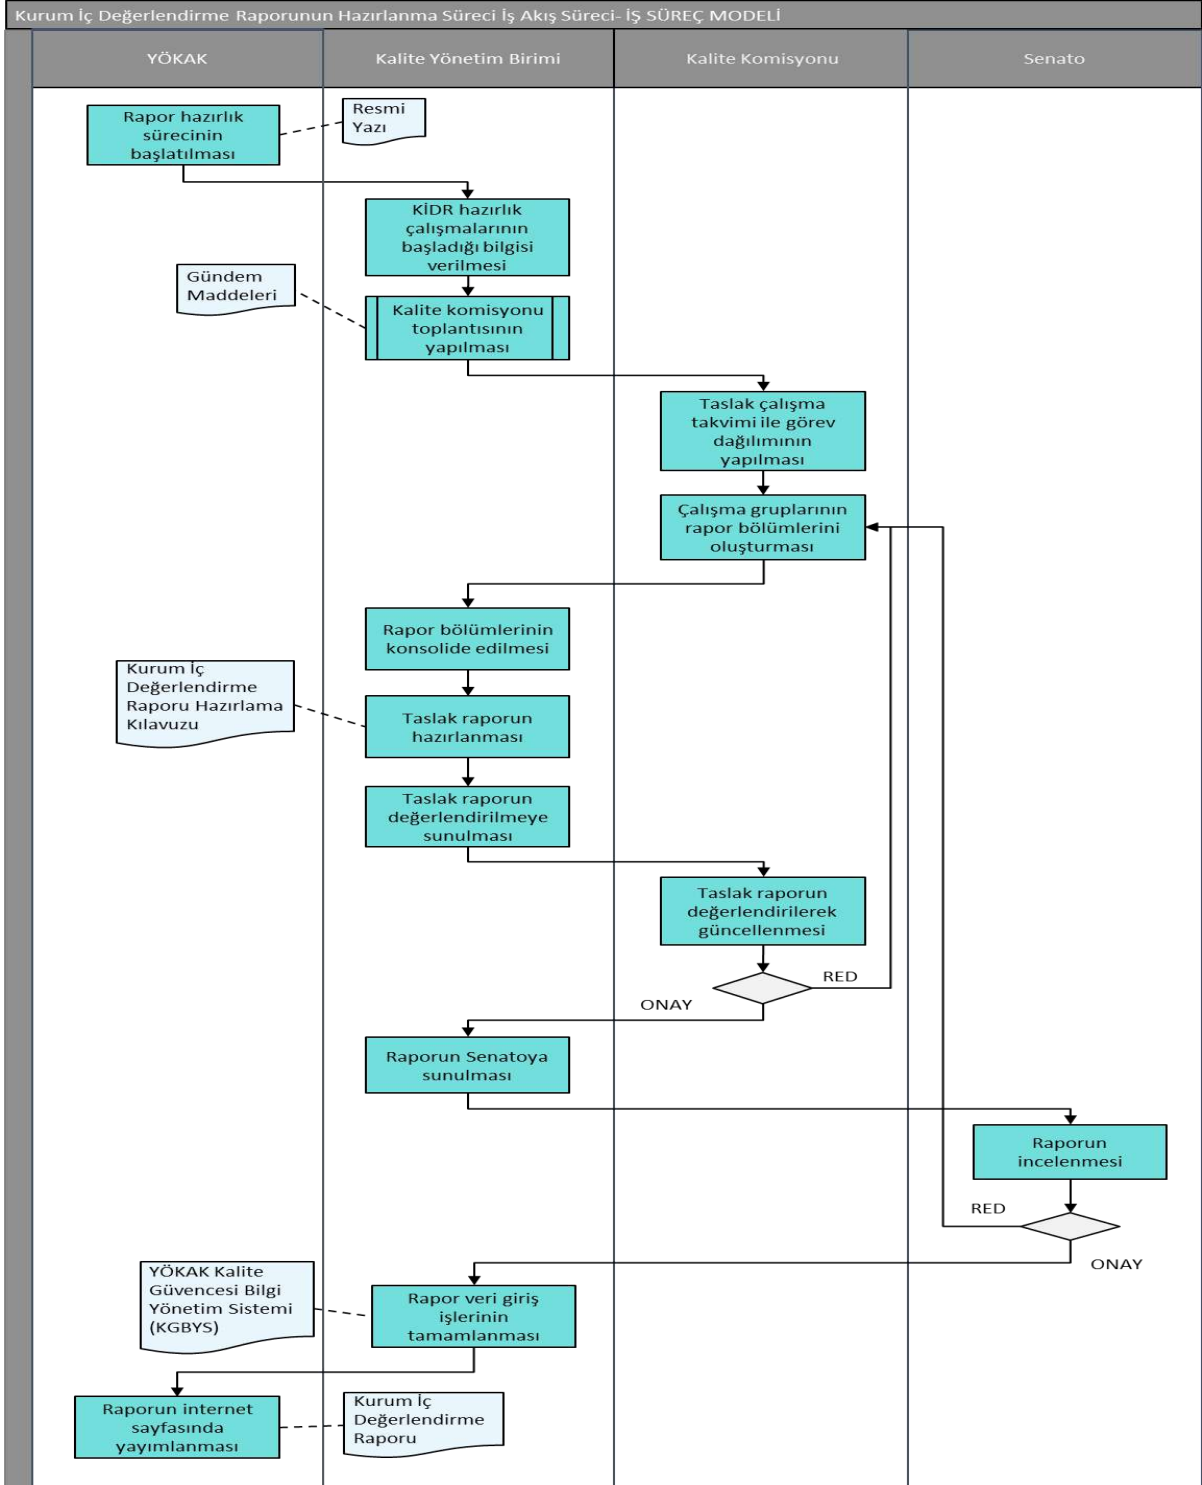 Kurum İç Değerlendirme Raporunun Hazırlanma Süreci İş Akış Süreci- İŞ SÜREÇ MODELİ
YÖKAK
Kalite Yönetim Birimi
Kalite Komisyonu
Senato
Rapor hazırlık
sürecinin
başlatılması
Resmi
Yazı
KİDR hazırlık
çalışmalarının
başladığı bilgisi
verilmesi
Gündem
Maddeleri
Kalite komisyonu
toplantısının
yapılması
Taslak çalışma
takvimi ile görev
dağılımının
yapılması
Çalışma gruplarının
rapor bölümlerini
oluşturması
Rapor bölümlerinin
konsolide edilmesi
Kurum İç
Değerlendirme
Raporu Hazırlama
Kılavuzu
Taslak raporun
hazırlanması
Taslak raporun
değerlendirilmeye
sunulması
Taslak raporun
değerlendirilerek
güncellenmesi
RED
ONAY
Raporun Senatoya
sunulması
Raporun
incelenmesi
RED
ONAY
YÖKAK Kalite
Güvencesi Bilgi
Yönetim Sistemi
(KGBYS)
Rapor veri giriş
işlerinin
tamamlanması
Raporun internet
sayfasında
yayımlanması
Kurum İç
Değerlendirme
Raporu